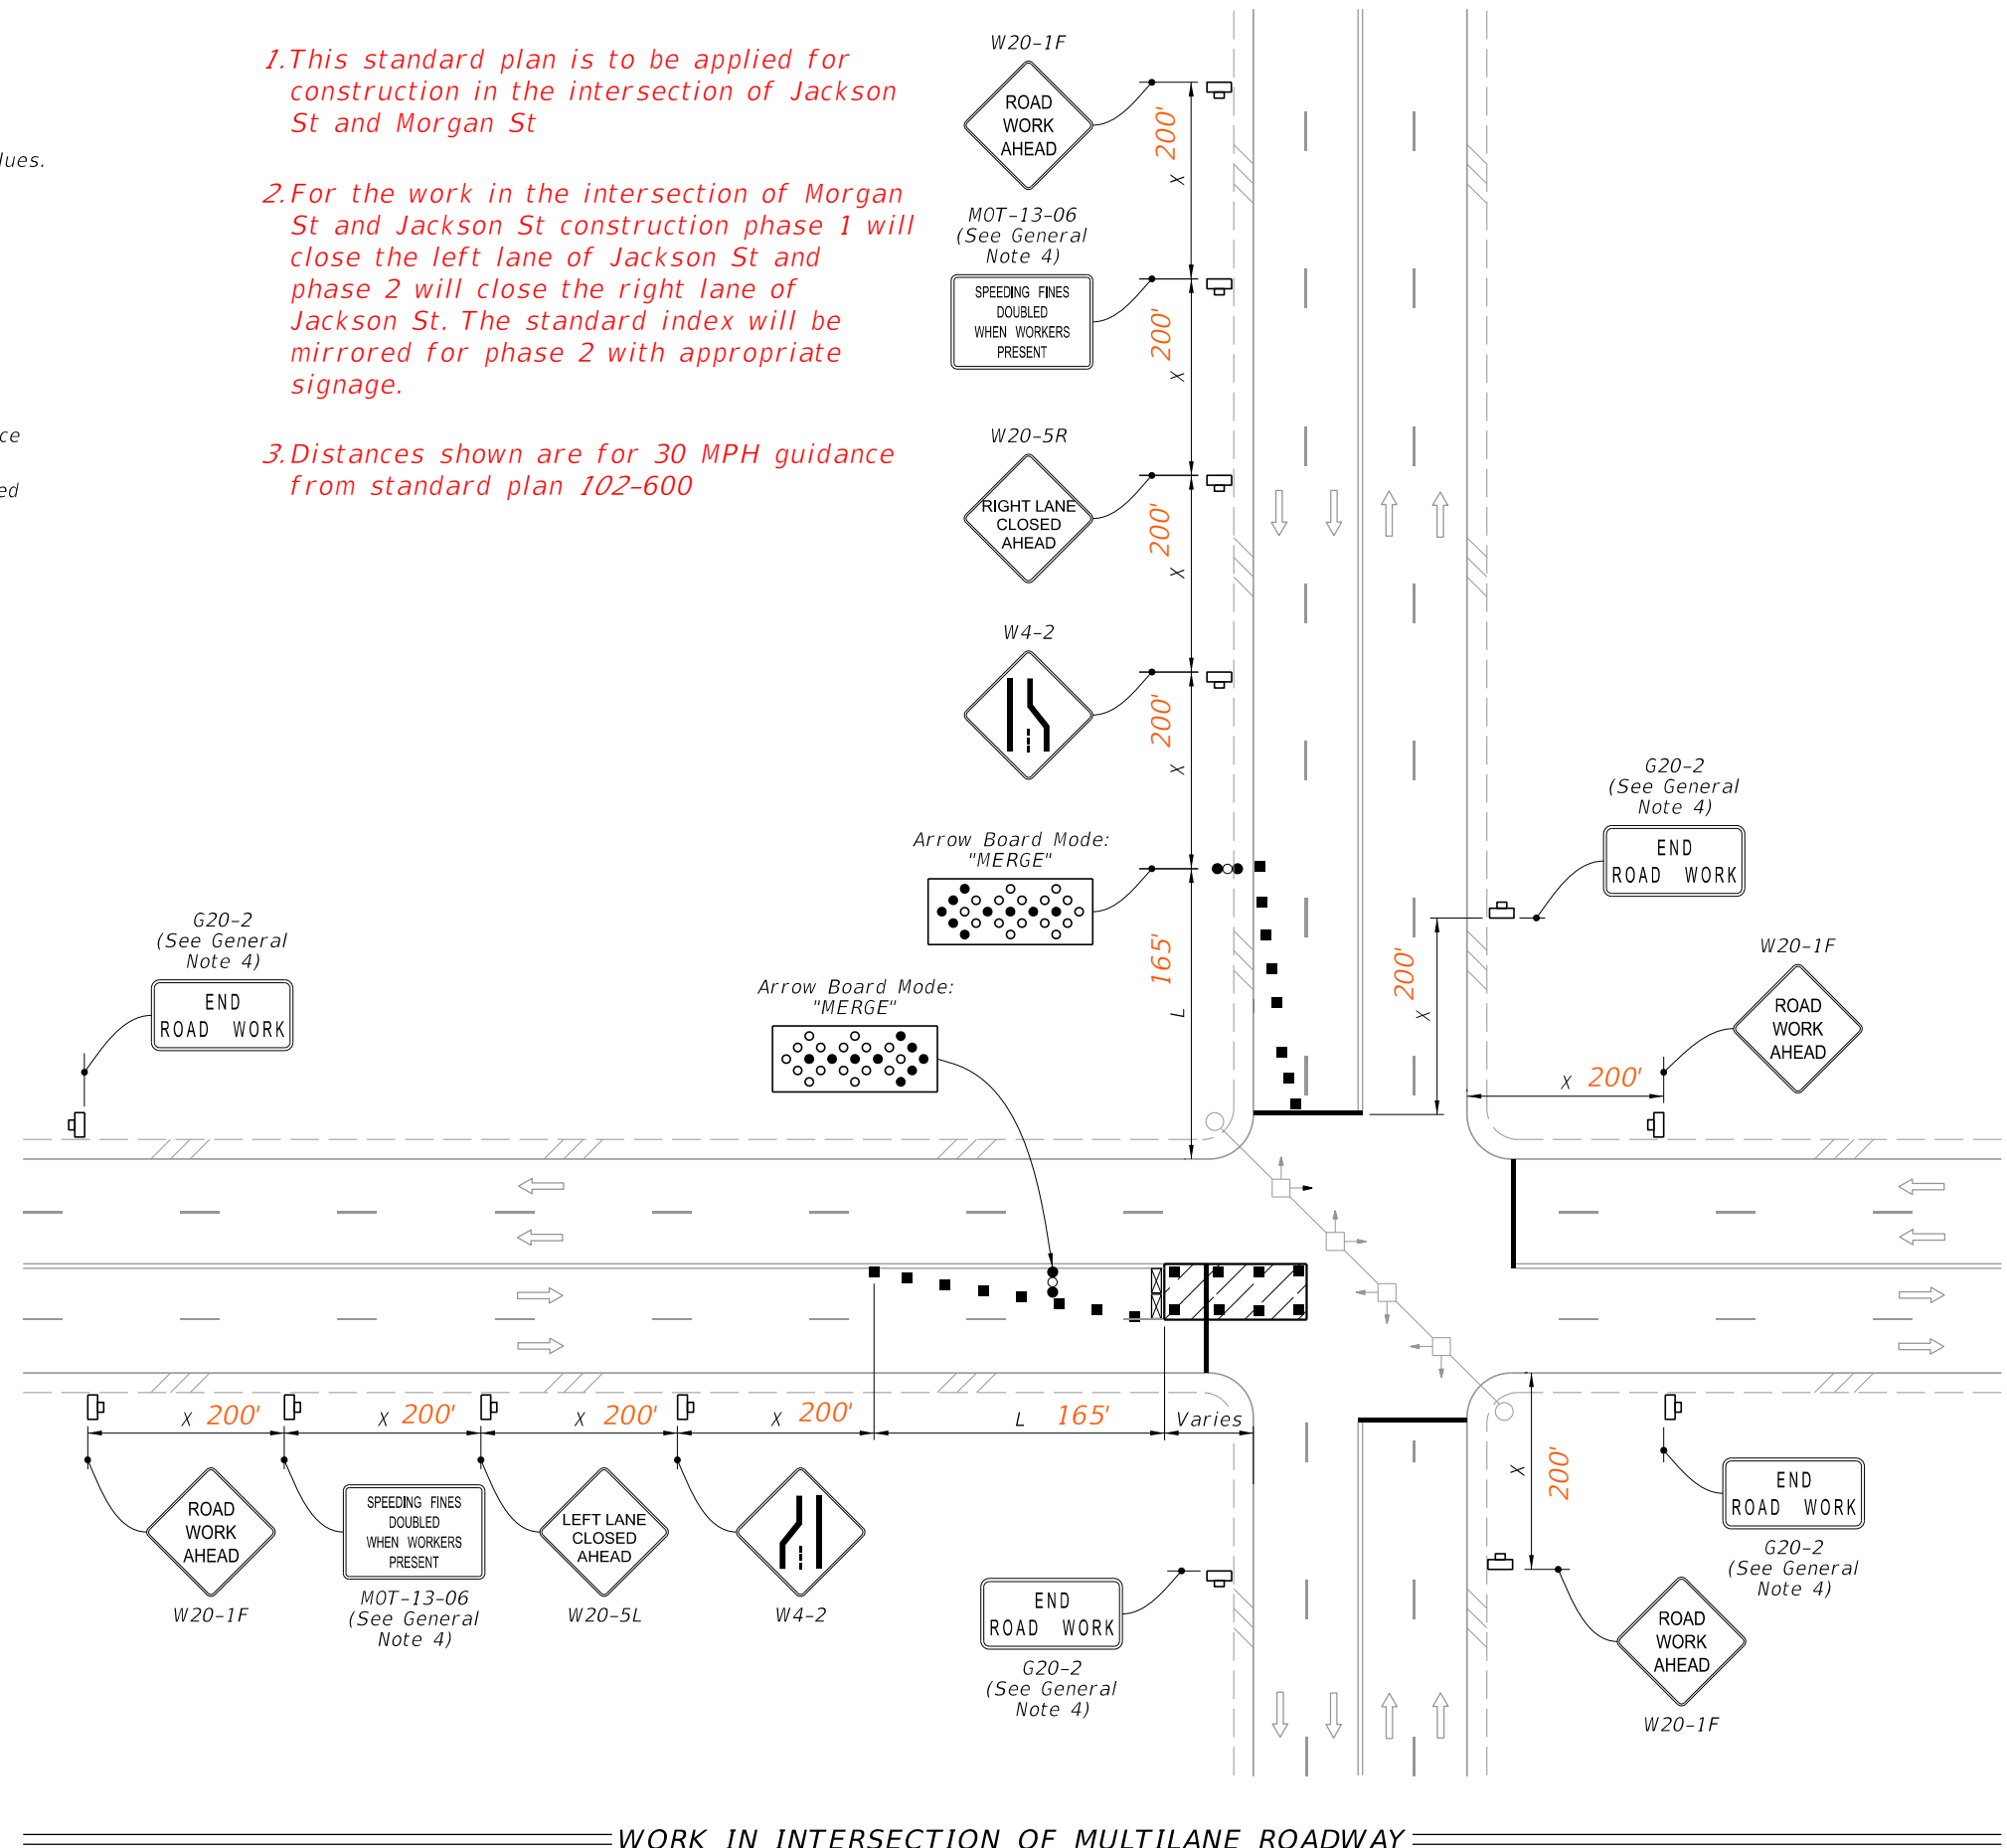 lues.
ce
ed
1. This standard plan is to be applied for
construction in the intersection of Jackson
St and Morgan St
2. For the work in the intersection of Morgan
St and Jackson St construction phase 1 will
close the left lane of Jackson St and
phase 2 will close the right lane of
Jackson St. The standard index will be
mirrored for phase 2 with appropriate
signage.
3. Distances shown are for 30 MPH guidance
from standard plan 102-600
W20-1F
ROAD
WORK
AHEAD
200'
X
MOT-13-06
(See General
Note 4)
SPEEDING FINES
DOUBLED
WHEN WORKERS
PRESENT
200'
X
W20-5R
RIGHT LANE
CLOSED
AHEAD
200'
X
W4-2
200'
X
Arrow Board Mode:
"MERGE"
165'
L
G20-2
(See General
Note 4)
END
ROAD WORK
200'
X
W20-1F
ROAD
WORK
AHEAD
X 200'
G20-2
(See General
Note 4)
END
ROAD WORK
Arrow Board Mode:
"MERGE"
X 200'
X 200'
X 200'
X 200'
L 165'
Varies
ROAD
WORK
AHEAD
W20-1F
SPEEDING FINES
DOUBLED
WHEN WORKERS
PRESENT
MOT-13-06
(See General
Note 4)
LEFT LANE
CLOSED
AHEAD
W20-5L
W4-2
END
ROAD WORK
G20-2
(See General
Note 4)
X
200'
END
ROAD WORK
G20-2
(See General
Note 4)
ROAD
WORK
AHEAD
W20-1F
WORK IN INTERSECTION OF MULTILANE ROADWAY